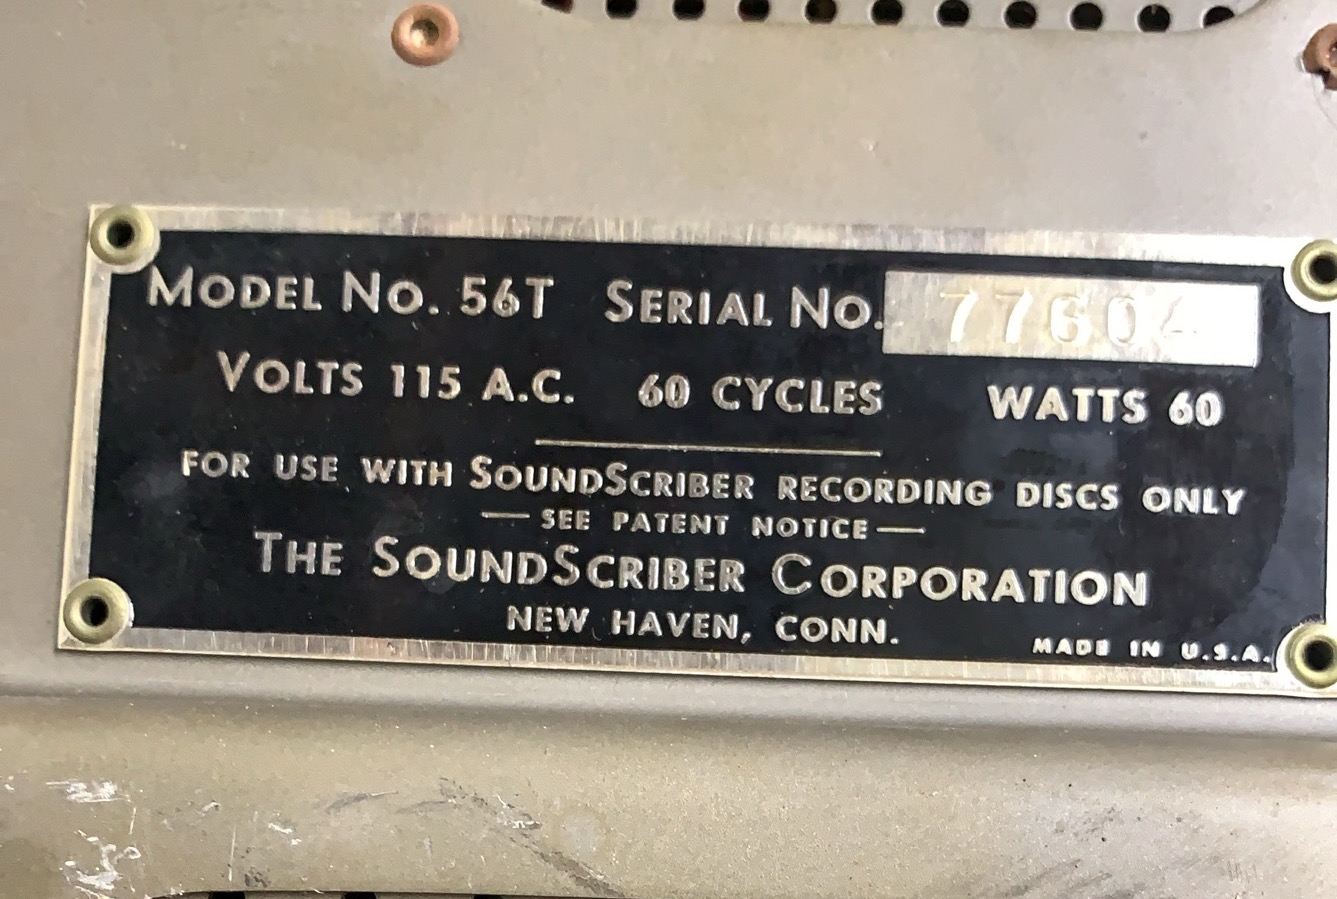 MODEL NO. 56T SERIAL NO. 77604
VOLTS 115 A.C. 60 CYCLES WATTS 60
FOR USE WITH SOUNDSCRIBER RECORDING DISCS ONLY
— SEE PATENT NOTICE —
THE SOUNDSCRIBER CORPORATION
NEW HAVEN, CONN.
MADE IN U.S.A.